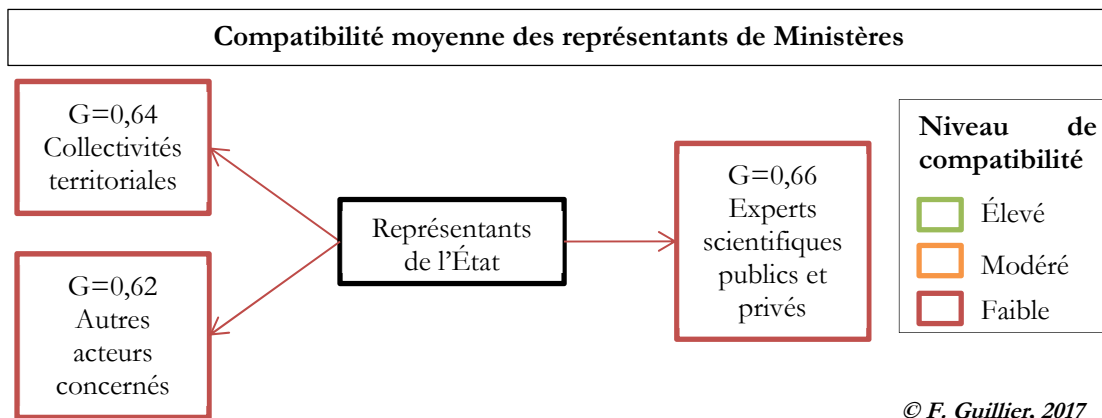 Compatibilité moyenne des représentants de Ministères
G=0,64
Collectivités
territoriales
G=0,62
Autres
acteurs
concernés
Représentants
de l'État
G=0,66
Experts
scientifiques
publics et
privés
Niveau de
compatibilité
Élevé
Modéré
Faible
© F. Guillier, 2017